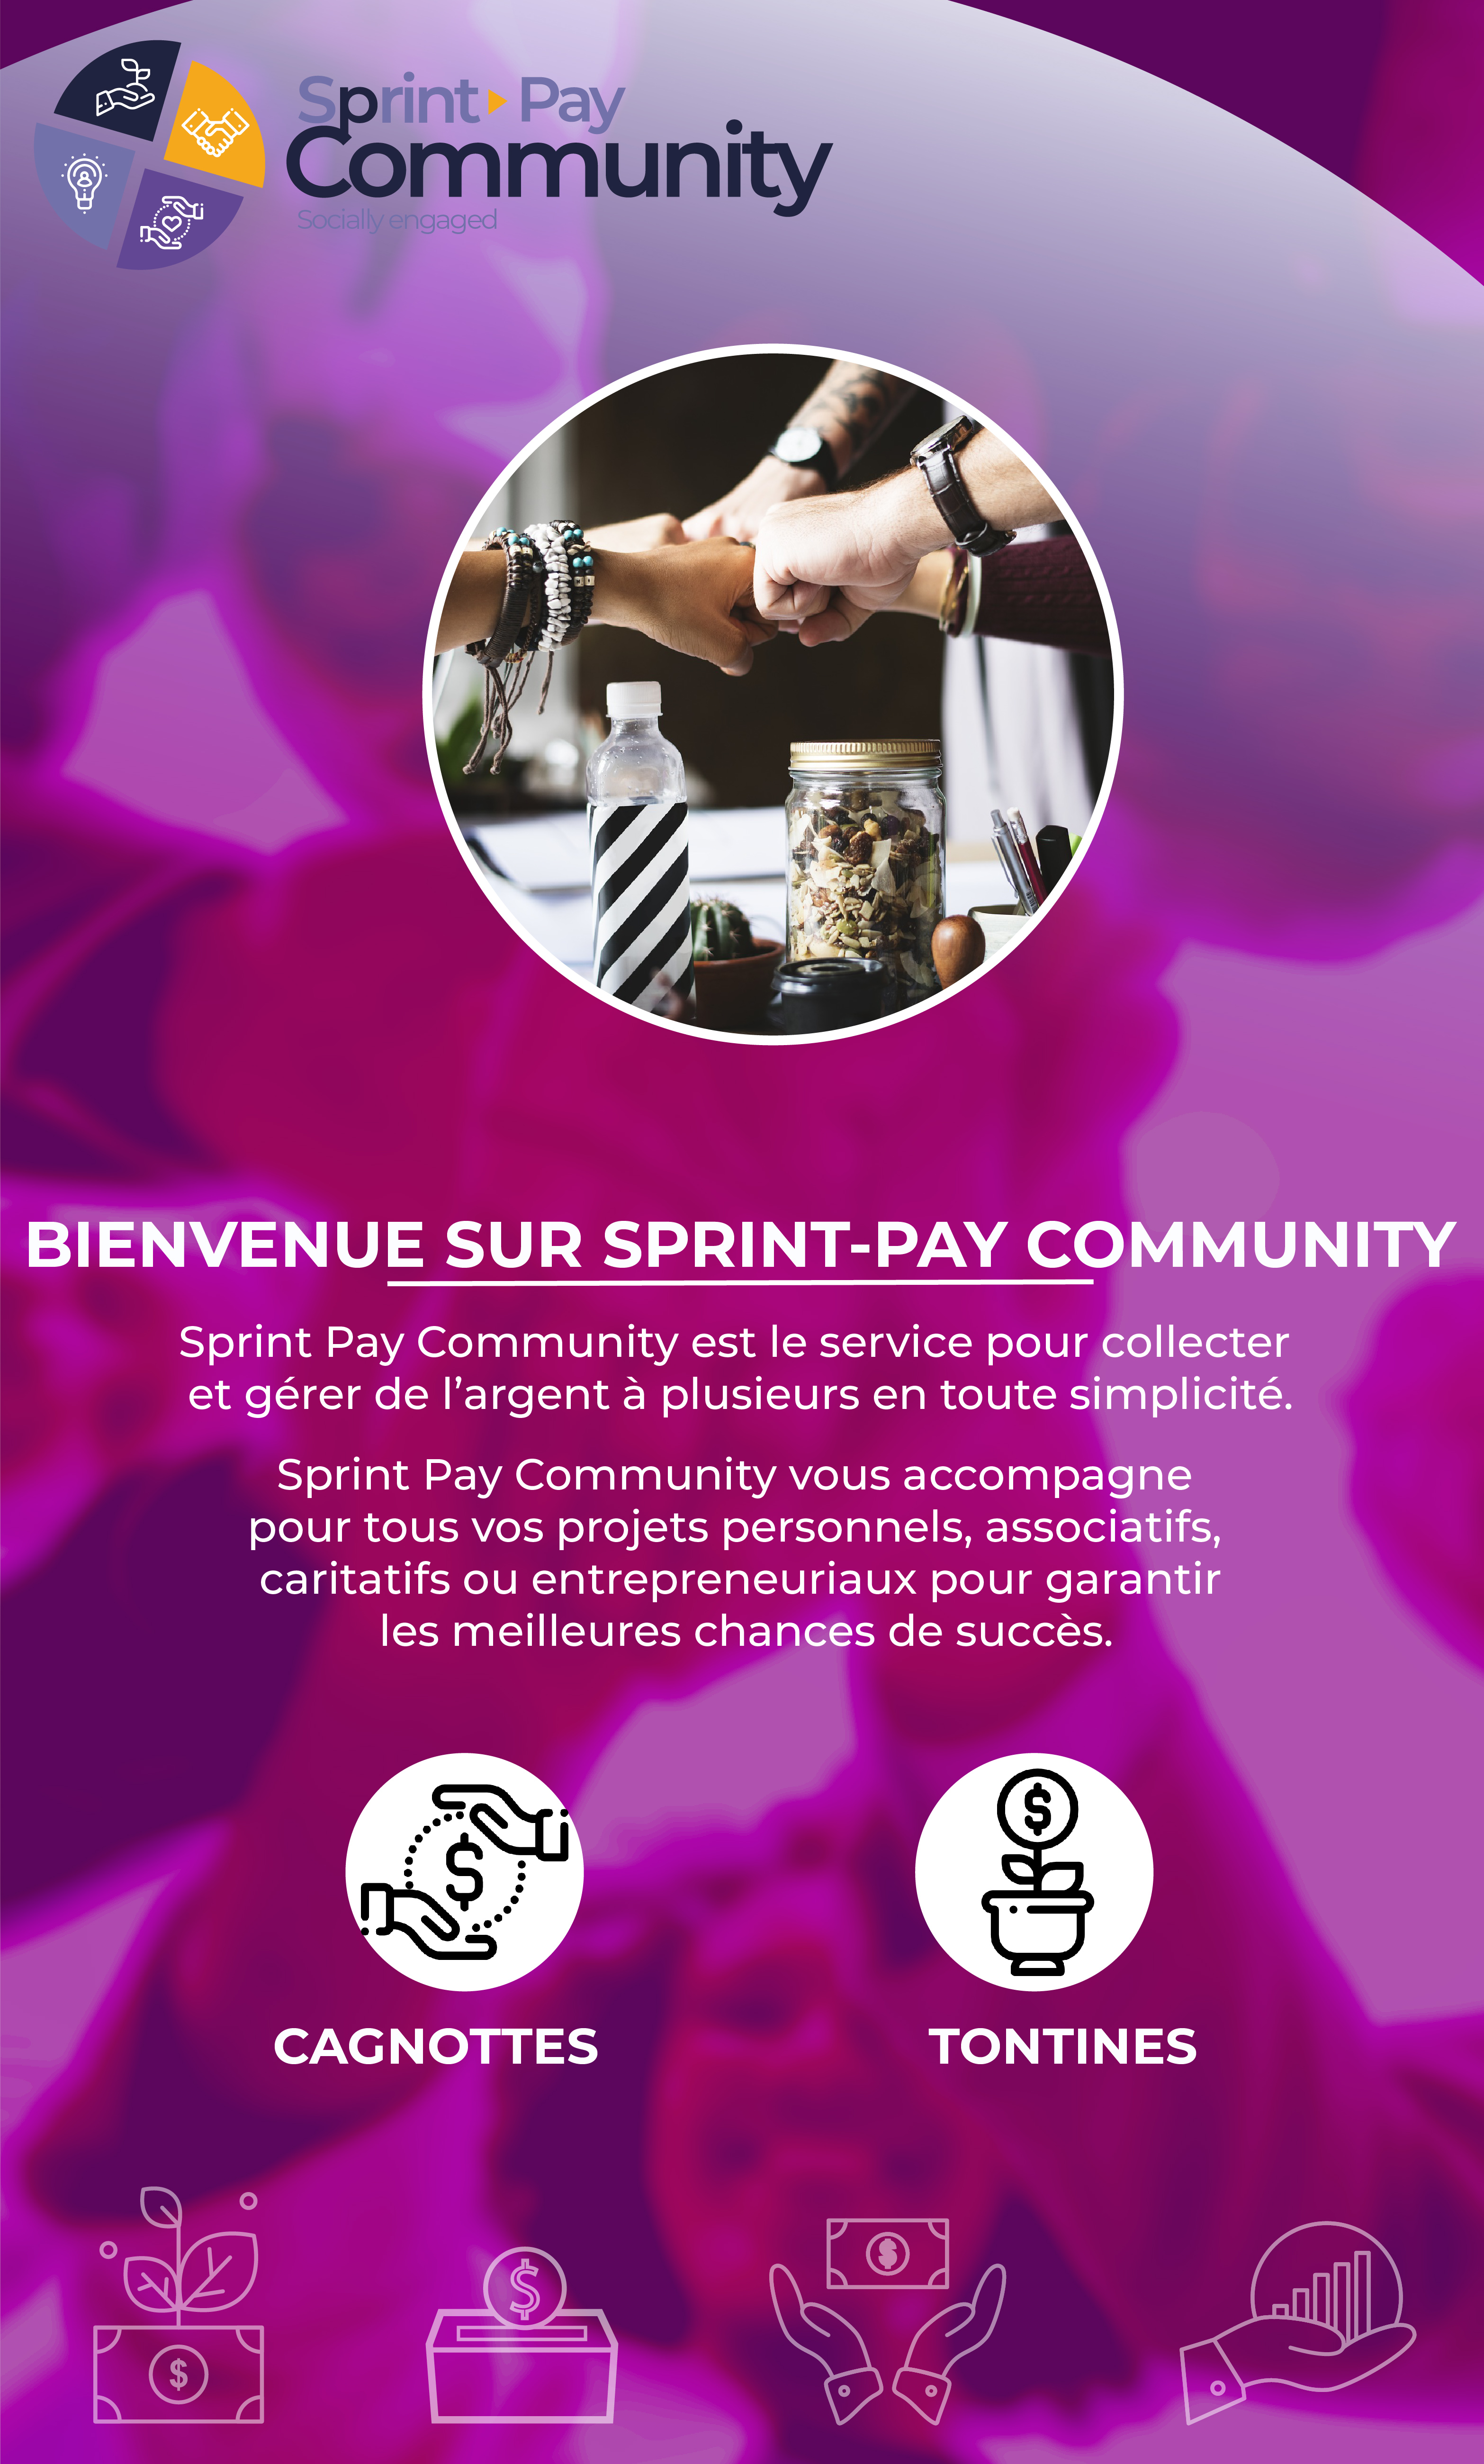 Sprint Pay
Community
Socially engaged
BIENVENUE SUR SPRINT-PAY COMMUNITY
Sprint Pay Community est le service pour collecter
et gérer de l’argent à plusieurs en toute simplicité.
Sprint Pay Community vous accompagne
pour tous vos projets personnels, associatifs,
caritatifs ou entrepreneuriaux pour garantir
les meilleures chances de succès.
CAGNOTTES
TONTINES